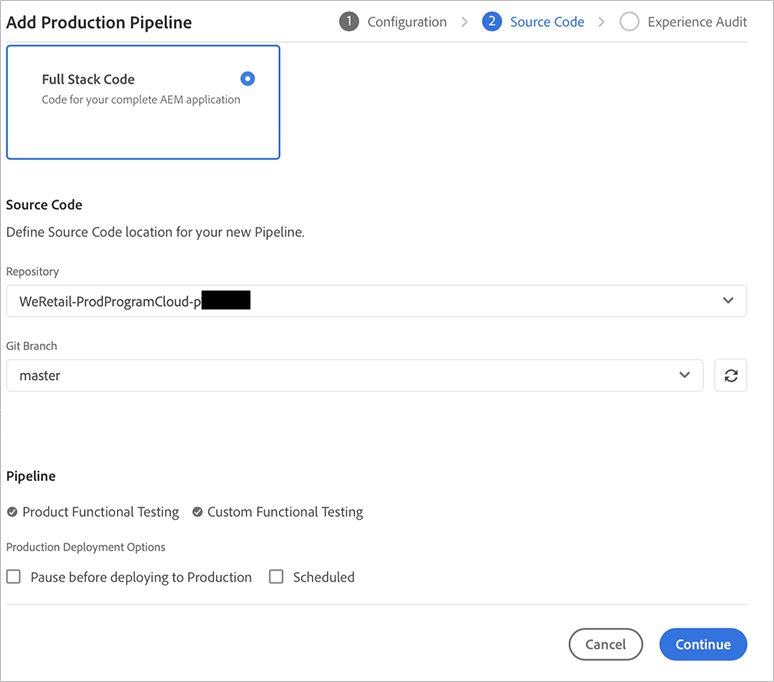 Add Production Pipeline
1 Configuration > 2 Source Code > Experience Audit
Full Stack Code
Code for your complete AEM application
Source Code
Define Source Code location for your new Pipeline.
Repository
WeRetail-ProdProgramCloud-p
Git Branch
master
Pipeline
Product Functional Testing Custom Functional Testing
Production Deployment Options
Pause before deploying to Production Scheduled
Cancel Continue